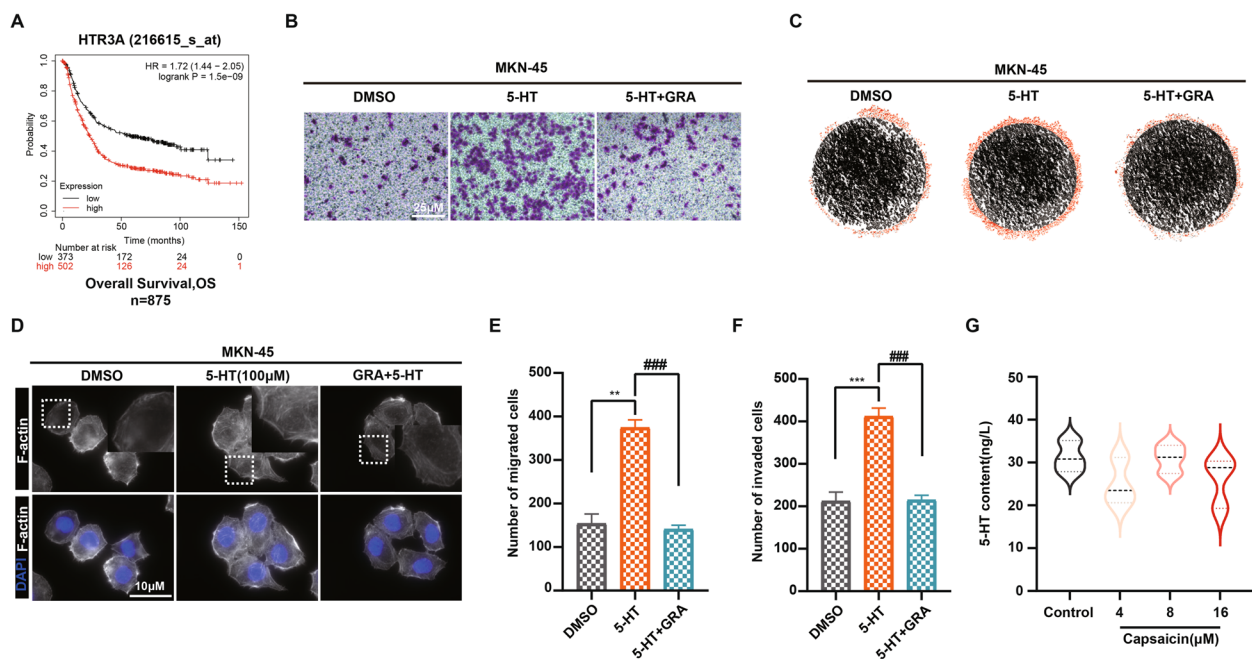 A
HTR3A (216615_s_at)
HR = 1.72 (1.44 − 2.05)
logrank P = 1.5e−09
Probability
1.0
0.8
0.6
0.4
0.2
0.0
Expression
low
high
0 50 100 150
Time (months)
Number at risk
low 373 172 24 0
high 502 126 24 1
Overall Survival,OS
n=875
B
MKN-45
DMSO 5-HT 5-HT+GRA
25μM
C
MKN-45
DMSO 5-HT 5-HT+GRA
D
MKN-45
DMSO 5-HT(100μM) GRA+5-HT
F-actin
DAPI F-actin
10μM
E
Number of migrated cells
500
400
300
200
100
0
** ###
DMSO
5-HT
5-HT+GRA
F
Number of invaded cells
500
400
300
200
100
0
*** ###
DMSO
5-HT
5-HT+GRA
G
5-HT content(ng/L)
50
40
30
20
10
0
Control 4 8 16
Capsaicin(μM)